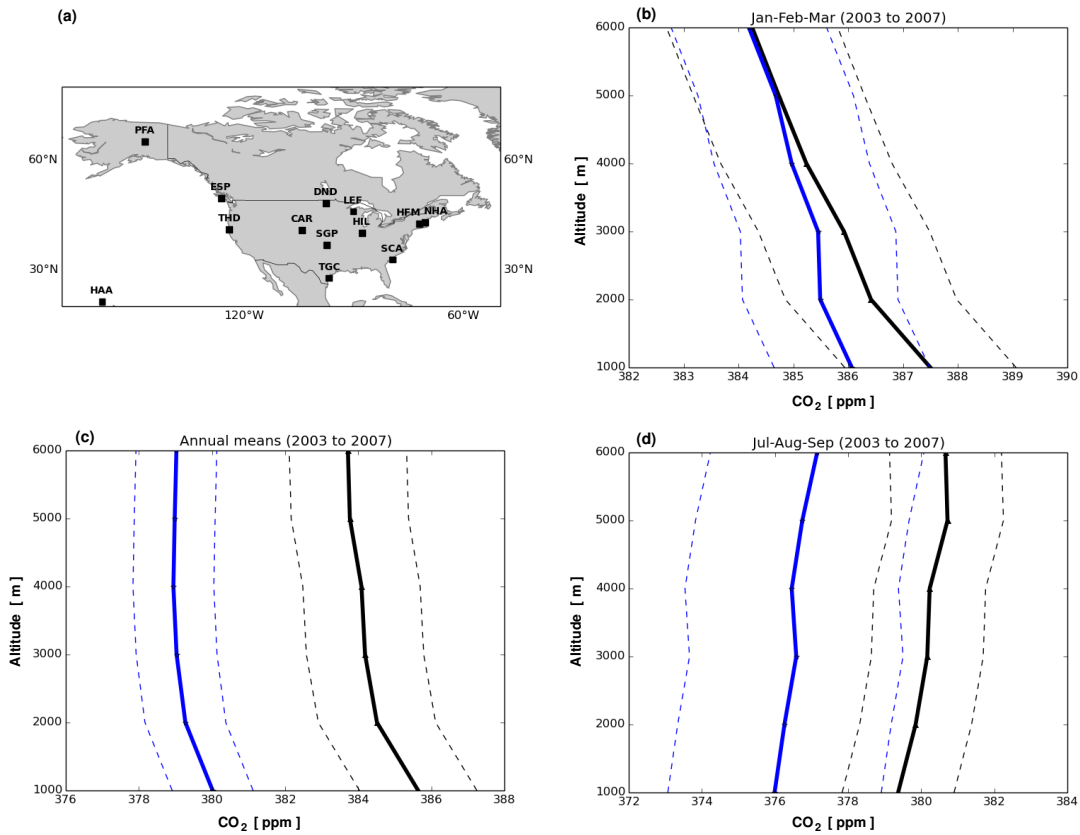 (a)
PFA
60°N
60°N
ESP
DND
LEF
THD
CAR
HIL
HFM
NHA
SGP
SCA
30°N
30°N
TGC
HAA
120°W
60°W
(b)
Jan-Feb-Mar (2003 to 2007)
6000
5000
4000
3000
2000
1000
Altitude [ m ]
382 383 384 385 386 387 388 389 390
CO2 [ ppm ]
(c)
Annual means (2003 to 2007)
6000
5000
4000
3000
2000
1000
Altitude [ m ]
376 378 380 382 384 386 388
CO2 [ ppm ]
(d)
Jul-Aug-Sep (2003 to 2007)
6000
5000
4000
3000
2000
1000
Altitude [ m ]
372 374 376 378 380 382 384
CO2 [ ppm ]